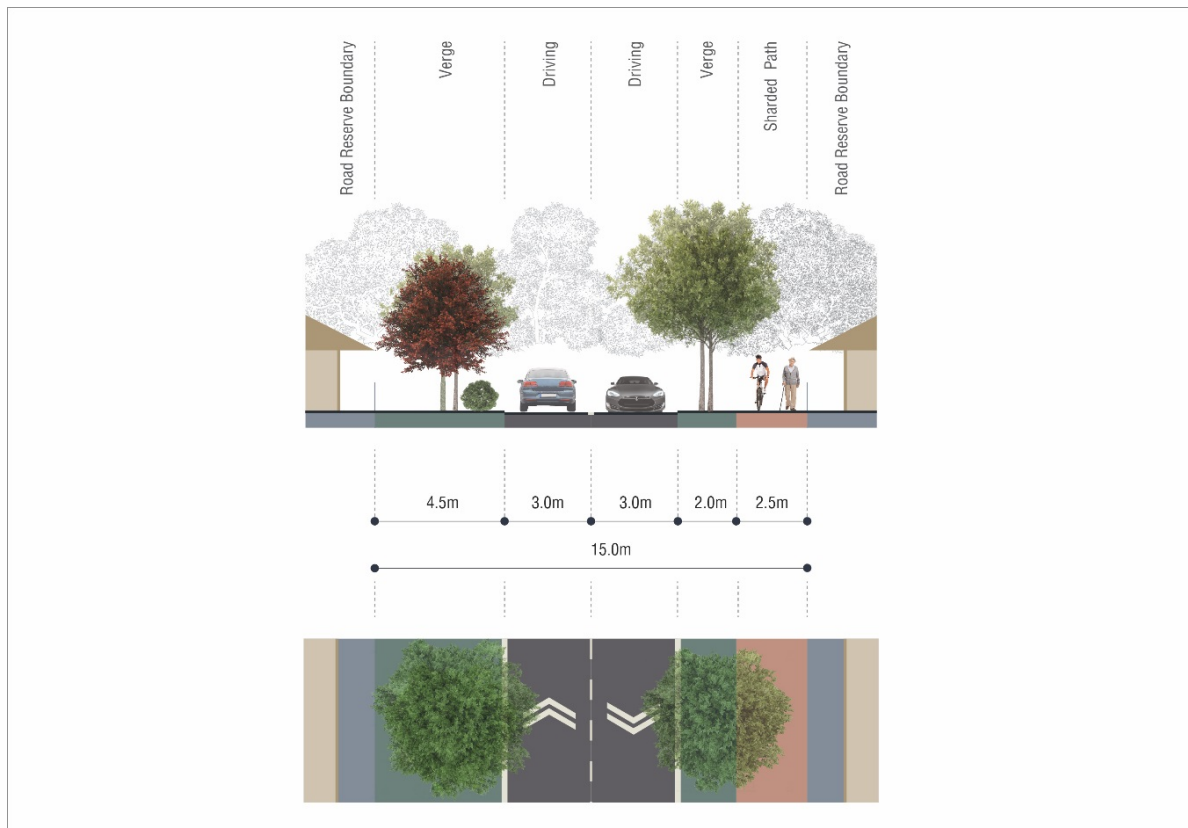 Road Reserve Boundary
Verge
Driving
Driving
Verge
Sharded Path
Road Reserve Boundary
4.5m
3.0m
3.0m
2.0m
2.5m
15.0m